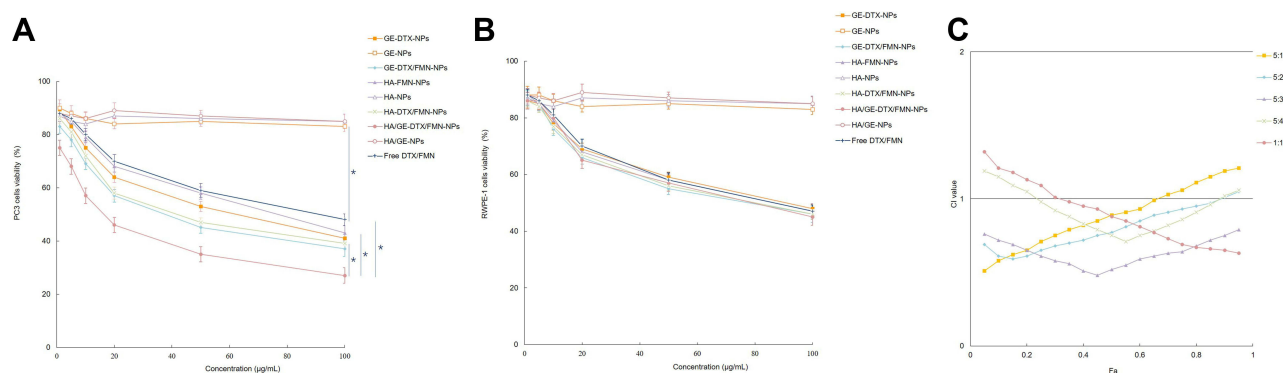 A
PC3 cells viability (%)
100
80
60
40
20
0
0
20
40
60
80
100
Concentration (μg/mL)
*
*
*
*
GE-DTX-NPs
GE-NPs
GE-DTX/FMN-NPs
HA-FMN-NPs
HA-NPs
HA-DTX/FMN-NPs
HA/GE-DTX/FMN-NPs
HA/GE-NPs
Free DTX/FMN
B
RWPE-1 cells viability (%)
100
80
60
40
20
0
0
20
40
60
80
100
Concentration (μg/mL)
GE-DTX-NPs
GE-NPs
GE-DTX/FMN-NPs
HA-FMN-NPs
HA-NPs
HA-DTX/FMN-NPs
HA/GE-DTX/FMN-NPs
HA/GE-NPs
Free DTX/FMN
C
CI value
2
1
0
0
0.2
0.4
0.6
0.8
1
Fa
5:1
5:2
5:3
5:4
1:1